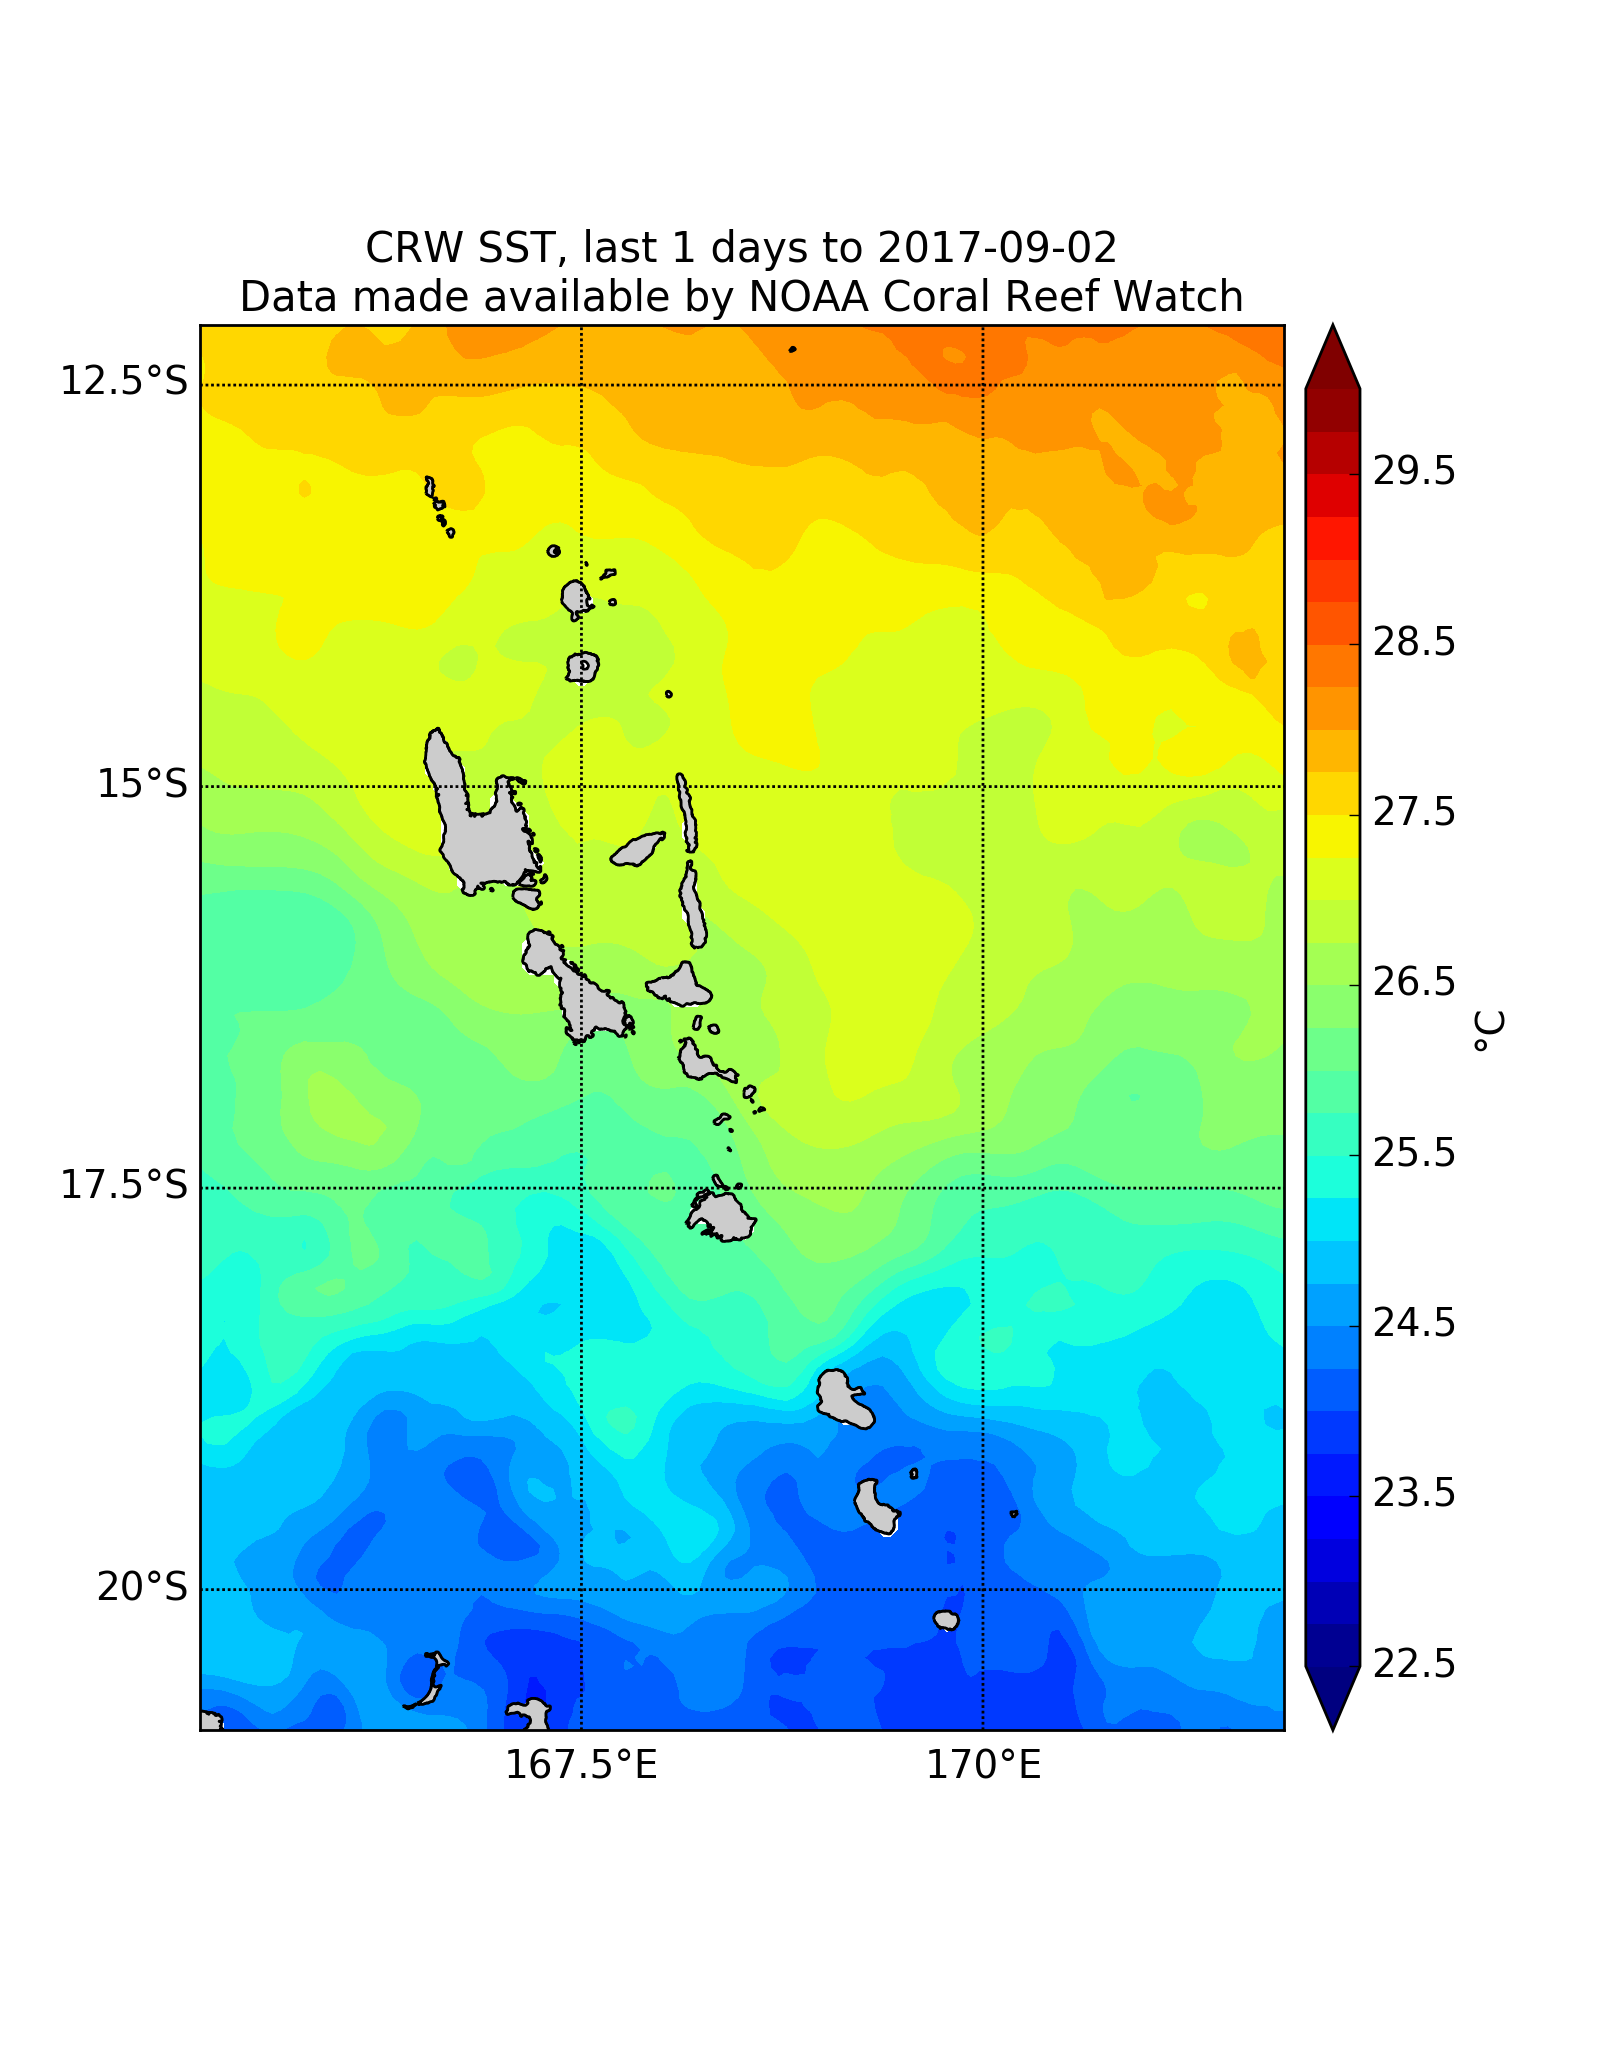 CRW SST, last 1 days to 2017-09-02
Data made available by NOAA Coral Reef Watch
12.5°S
15°S
17.5°S
20°S
167.5°E
170°E
29.5
28.5
27.5
26.5
25.5
24.5
23.5
22.5
°C